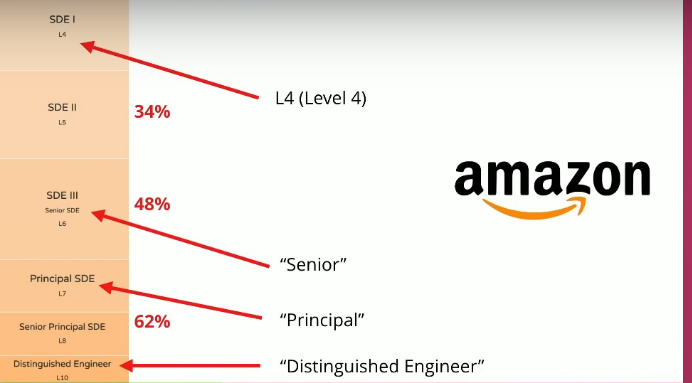 SDE I
L4
L4 (Level 4)
SDE II
L5
34%
amazon
SDE III
Senior SDE
L6
48%
"Senior"
Principal SDE
L7
"Principal"
Senior Principal SDE
L8
62%
Distinguished Engineer
L10
"Distinguished Engineer"